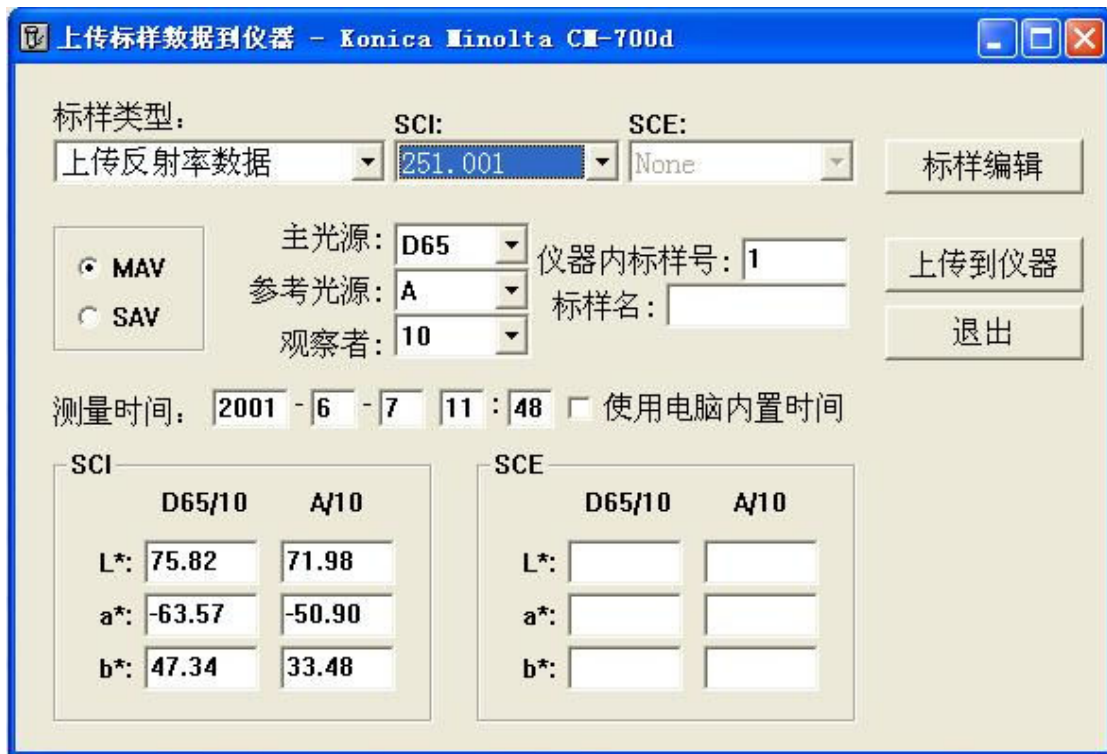 上传标样数据到仪器 - Konica Minolta CM-700d
标样类型: SCI: SCE:
上传反射率数据 251.001 None 标样编辑
MAV 主光源: D65 仪器内标样号: 1 上传到仪器
参考光源: A 标样名:
SAV 观察者: 10 退出
测量时间: 2001 - 6 - 7 11 : 48 使用电脑内置时间
SCI SCE
D65/10 A/10 D65/10 A/10
L*: 75.82 71.98 L*:
a*: -63.57 -50.90 a*:
b*: 47.34 33.48 b*: